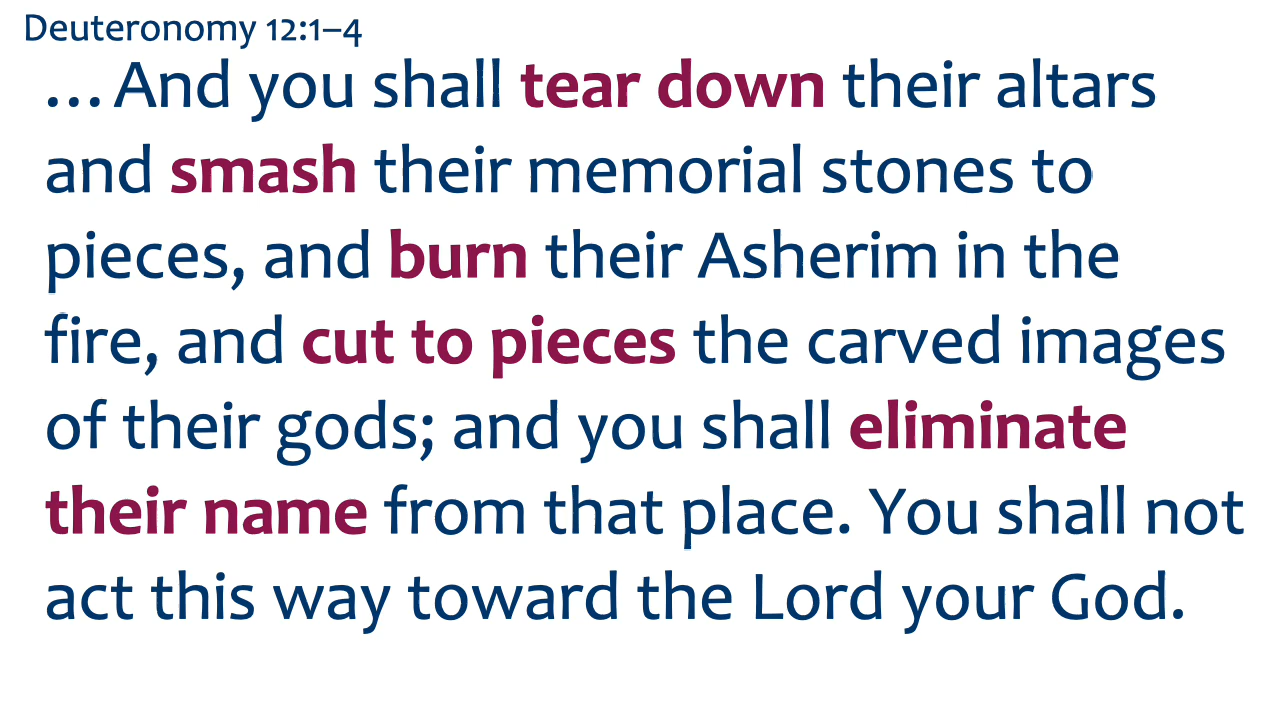 Deuteronomy 12:1–4
…And you shall tear down their altars
and smash their memorial stones to
pieces, and burn their Asherim in the
fire, and cut to pieces the carved images
of their gods; and you shall eliminate
their name from that place. You shall not
act this way toward the Lord your God.